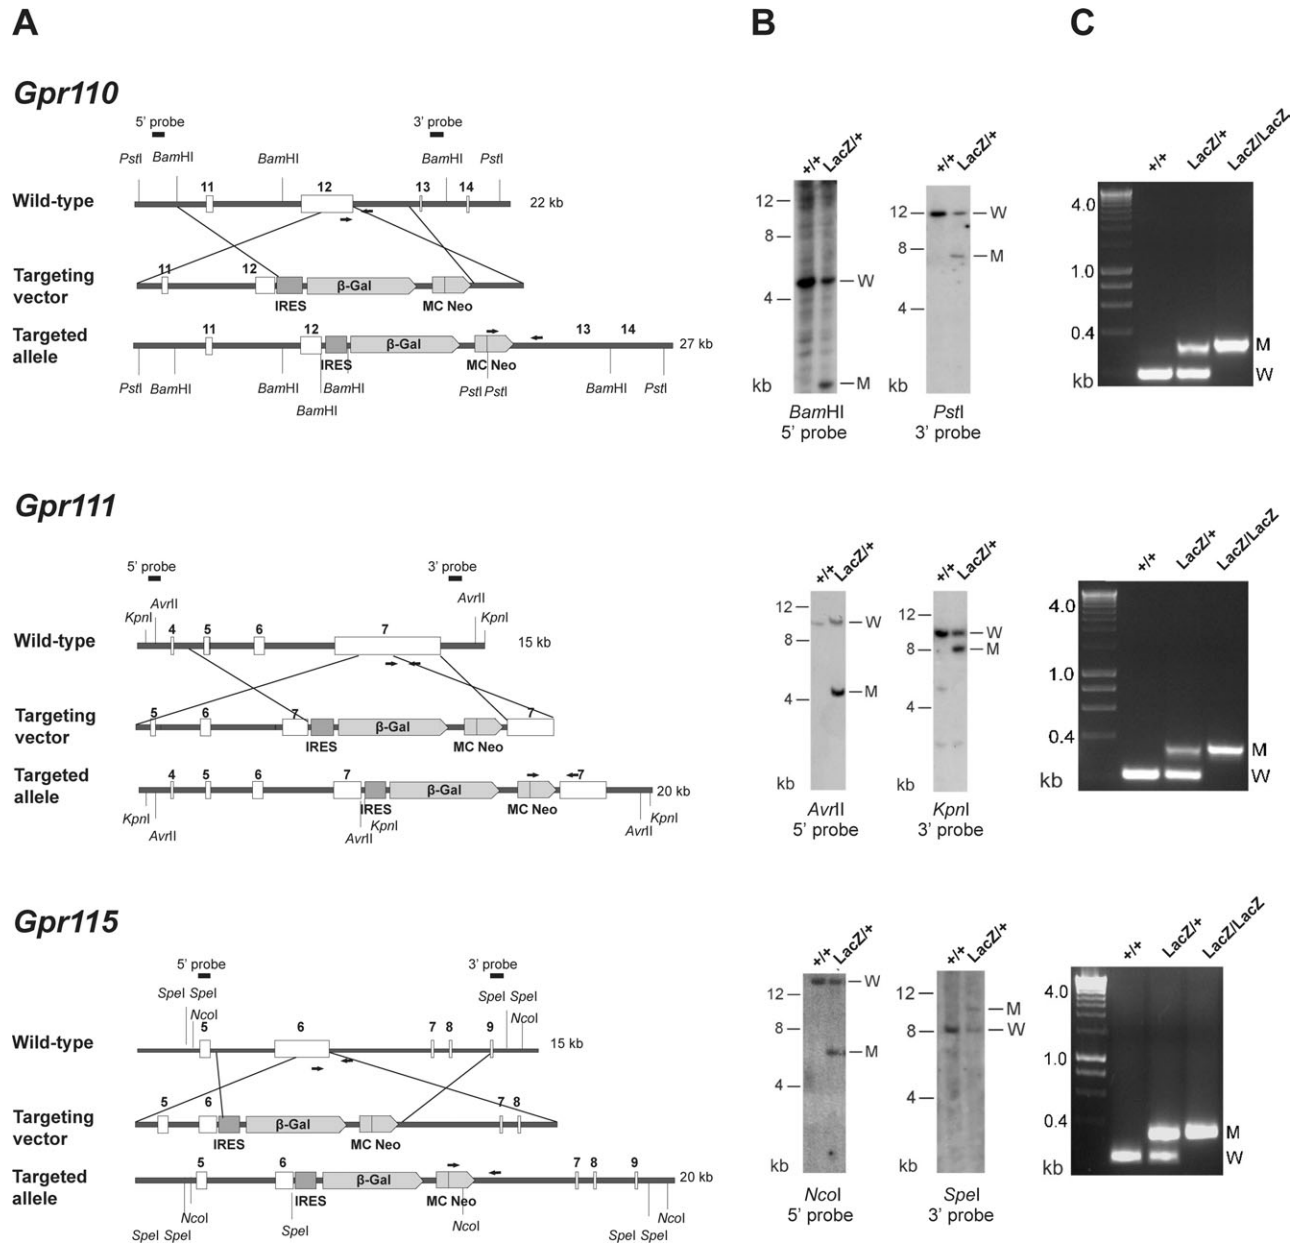 A
B
C
Gpr110
5' probe
3' probe
PstI BamHI BamHI BamHI PstI
11 12 13 14
Wild-type
22 kb
Targeting vector
11 12
IRES β-Gal MC Neo
Targeted allele
11 12 13 14
IRES β-Gal MC Neo
27 kb
PstI BamHI BamHI BamHI PstI PstI BamHI PstI
BamHI
+/+ LacZ/+
12
8
4
kb
W
M
BamHI
5' probe
+/+ LacZ/+
12
8
4
W
M
PstI
3' probe
+/+ LacZ/+ LacZ/LacZ
4.0
1.0
0.4
kb
M
W
Gpr111
5' probe
3' probe
KpnI AvrII AvrII KpnI
4 5 6 7
Wild-type
15 kb
Targeting vector
5 6 7 7
IRES β-Gal MC Neo
Targeted allele
4 5 6 7 7
IRES β-Gal MC Neo
20 kb
KpnI AvrII AvrII KpnI AvrII KpnI
+/+ LacZ/+
12
8
4
kb
W
M
AvrII
5' probe
+/+ LacZ/+
12
8
4
kb
W
M
KpnI
3' probe
+/+ LacZ/+ LacZ/LacZ
4.0
1.0
0.4
kb
M
W
Gpr115
5' probe
3' probe
SpeI SpeI SpeI SpeI
NcoI NcoI
5 6 7 8 9
Wild-type
15 kb
Targeting vector
5 6 7 8
IRES β-Gal MC Neo
Targeted allele
5 6 7 8 9
IRES β-Gal MC Neo
20 kb
NcoI SpeI NcoI NcoI
SpeI SpeI SpeI SpeI
+/+ LacZ/+
12
8
4
kb
W
M
NcoI
5' probe
+/+ LacZ/+
12
8
4
kb
M
W
SpeI
3' probe
+/+ LacZ/+ LacZ/LacZ
4.0
1.0
0.4
kb
M
W